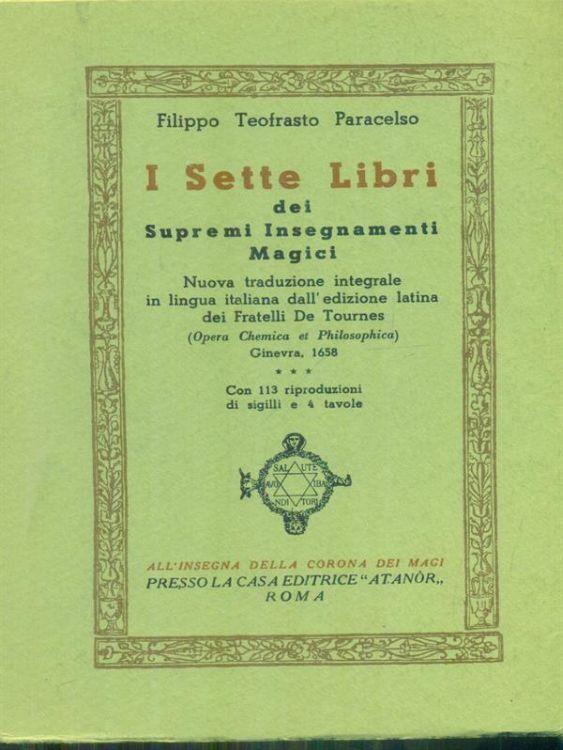 Filippo Teofrasto Paracelso
I Sette Libri
dei
Supremi Insegnamenti
Magici
Nuova traduzione integrale
in lingua italiana dall'edizione latina
dei Fratelli De Tournes
(Opera Chemica et Philosophica)
Ginevra, 1658
* * *
Con 113 riproduzioni
di sigilli e 4 tavole
SAL UTE
A VOI BA
NDI TORI
ALL'INSEGNA DELLA CORONA DEI MAGI
PRESSO LA CASA EDITRICE "ATANÒR„
ROMA